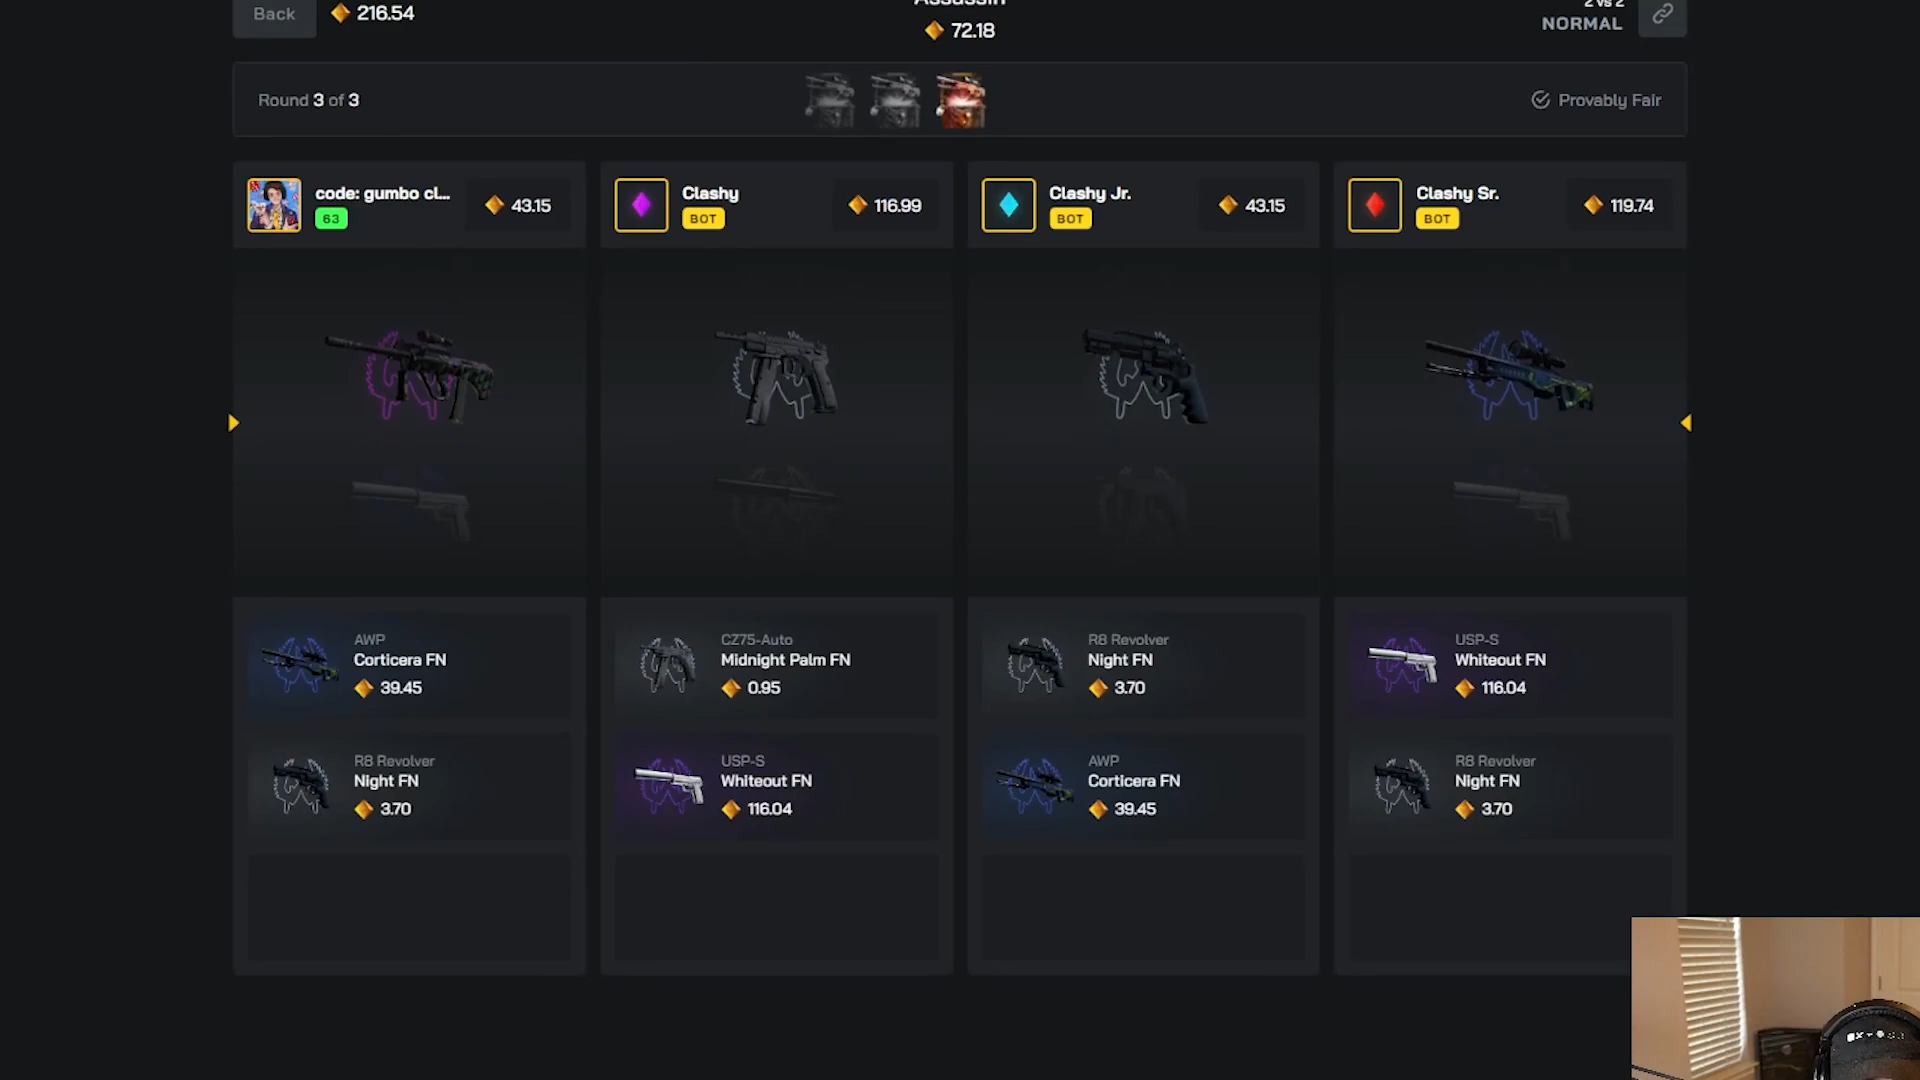 Back
216.54
Assassin
72.18
2 vs 2
NORMAL
Round 3 of 3
Provably Fair
code: gumbo cl...
63
43.15
Clashy
BOT
116.99
Clashy Jr.
BOT
43.15
Clashy Sr.
BOT
119.74
AWP
Corticera FN
39.45
R8 Revolver
Night FN
3.70
CZ75-Auto
Midnight Palm FN
0.95
USP-S
Whiteout FN
116.04
R8 Revolver
Night FN
3.70
AWP
Corticera FN
39.45
USP-S
Whiteout FN
116.04
R8 Revolver
Night FN
3.70